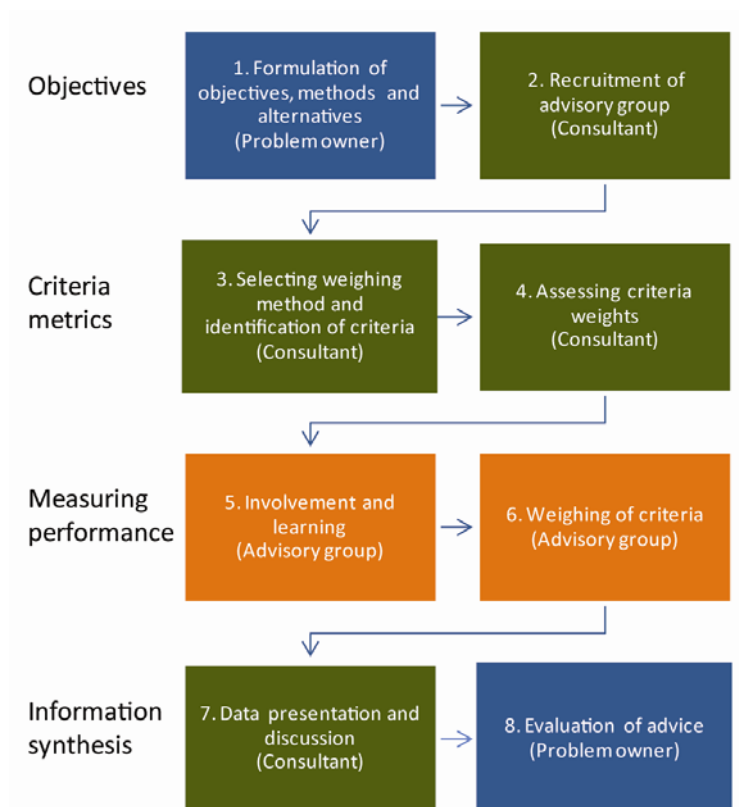 Objectives
1. Formulation of
objectives, methods and
alternatives
(Problem owner)
2. Recruitment of
advisory group
(Consultant)
Criteria
metrics
3. Selecting weighing
method and
identification of criteria
(Consultant)
4. Assessing criteria
weights
(Consultant)
Measuring
performance
5. Involvement and
learning
(Advisory group)
6. Weighing of criteria
(Advisory group)
Information
synthesis
7. Data presentation and
discussion
(Consultant)
8. Evaluation of advice
(Problem owner)